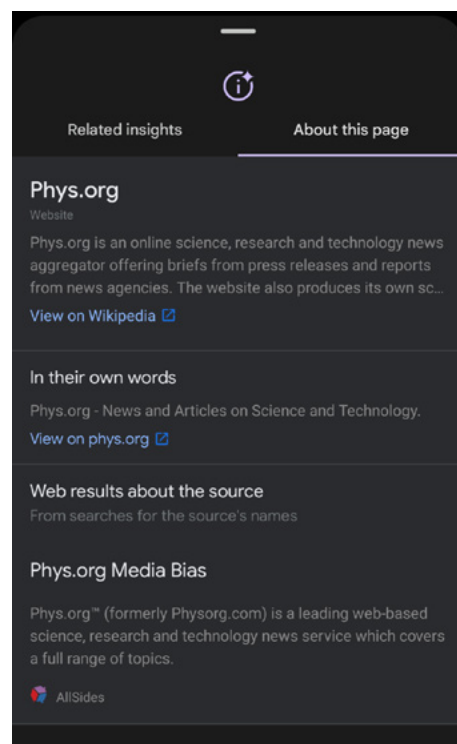 Related insights
About this page
Phys.org
Website
Phys.org is an online science, research and technology news
aggregator offering briefs from press releases and reports
from news agencies. The website also produces its own sc...
View on Wikipedia
In their own words
Phys.org - News and Articles on Science and Technology.
View on phys.org
Web results about the source
From searches for the source's names
Phys.org Media Bias
Phys.org™ (formerly Physorg.com) is a leading web-based
science, research and technology news service which covers
a full range of topics.
AllSides